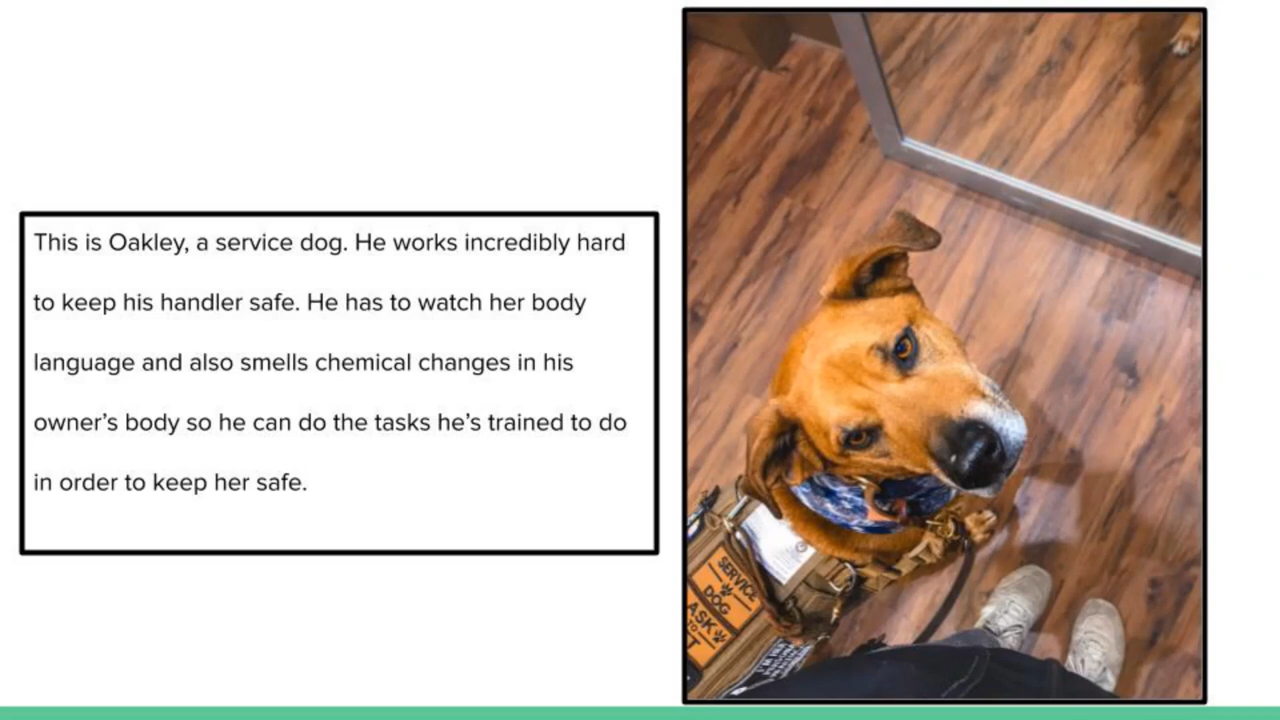 This is Oakley, a service dog. He works incredibly hard
to keep his handler safe. He has to watch her body
language and also smells chemical changes in his
owner’s body so he can do the tasks he’s trained to do
in order to keep her safe.
SERVICE
DOG
ASK
TO